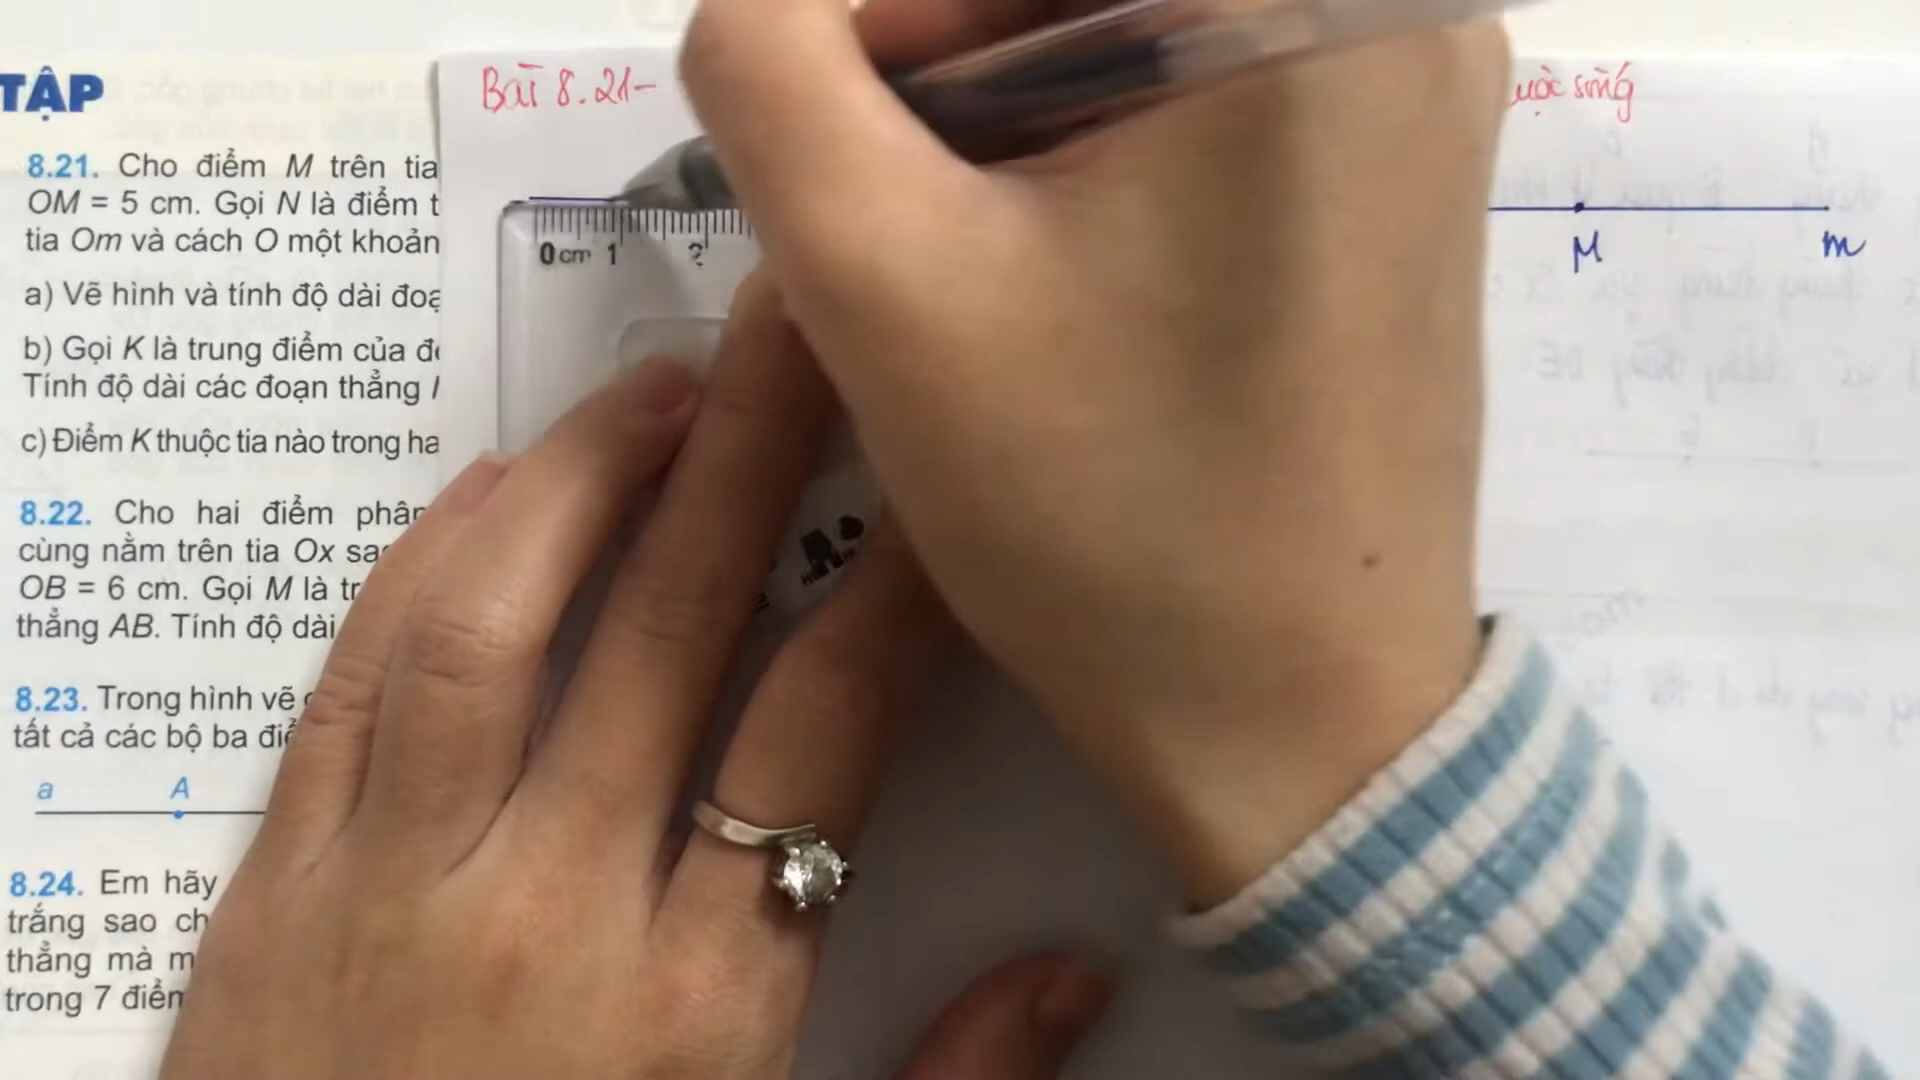 TẬP
8.21. Cho điểm M trên tia
OM = 5 cm. Gọi N là điểm t
tia Om và cách O một khoản
a) Vẽ hình và tính độ dài đoạ
b) Gọi K là trung điểm của
Tính độ dài các đoạn thẳng
c) Điểm K thuộc tia nào trong ha
8.22. Cho hai điểm phân
cùng nằm trên tia Ox sa
OB = 6 cm. Gọi M là tr
thẳng AB. Tính độ dài
8.23. Trong hình vẽ
tất cả các bộ ba điể
a A
8.24. Em hãy
trắng sao ch
thẳng mà m
trong 7 điểm
Bài 8.21-
uộc sống
M m
0 cm 1 2